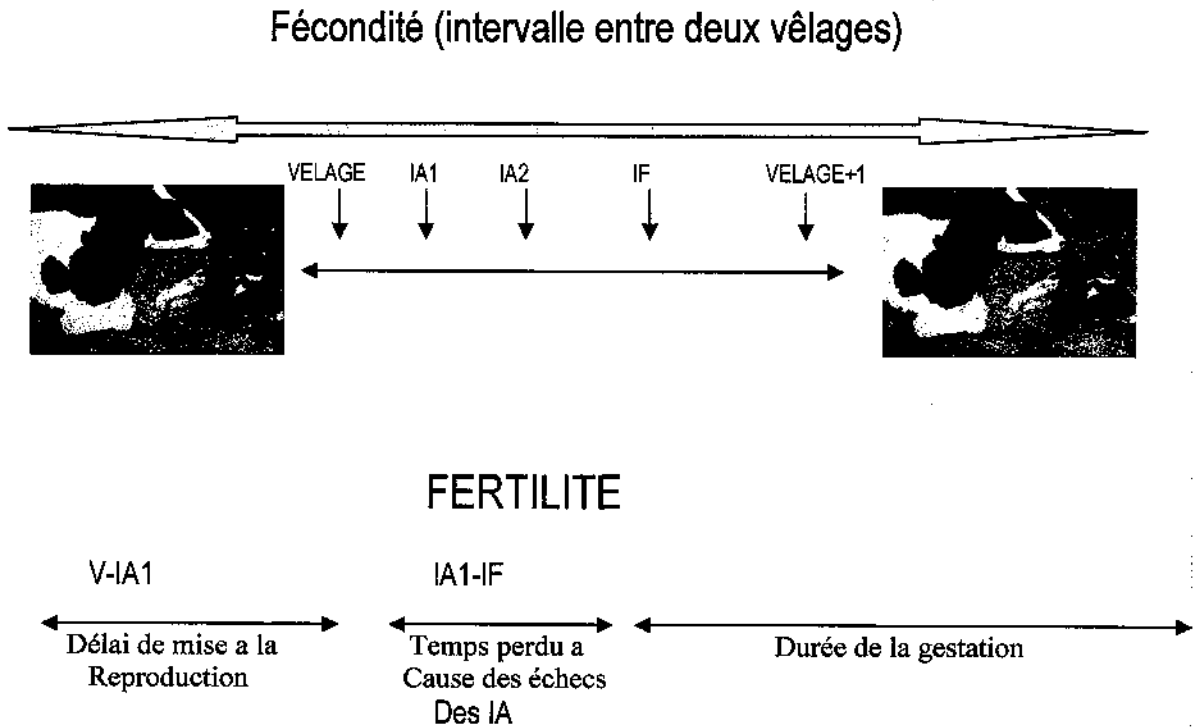 Fécondité (intervalle entre deux vêlages)
VELAGE IA1 IA2 IF VELAGE+1
FERTILITE
V-IA1 IA1-IF
Délai de mise a la Reproduction
Temps perdu a
Cause des échecs
Des IA
Durée de la gestation